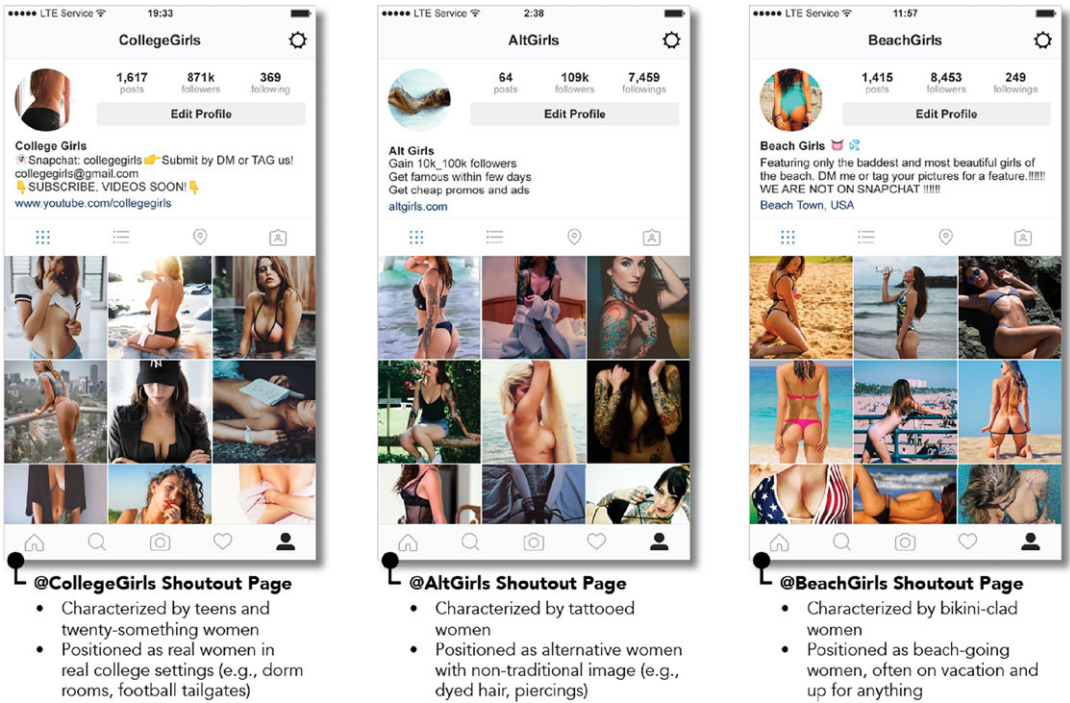 ●●●●● LTE Service 19:33
CollegeGirls
1,617 871k 369
posts followers following
Edit Profile
College Girls
👻Snapchat: collegegirls👉Submit by DM or TAG us!
collegegirls@gmail.com
👇SUBSCRIBE, VIDEOS SOON!👇
www.youtube.com/collegegirls
NY
@CollegeGirls Shoutout Page
• Characterized by teens and
twenty-something women
• Positioned as real women in
real college settings (e.g., dorm
rooms, football tailgates)
●●●●● LTE Service 2:38
AltGirls
64 109k 7,459
posts followers followings
Edit Profile
Alt Girls
Gain 10k_100k followers
Get famous within few days
Get cheap promos and ads
altgirls.com
@AltGirls Shoutout Page
• Characterized by tattooed
women
• Positioned as alternative women
with non-traditional image (e.g.,
dyed hair, piercings)
●●●●● LTE Service 11:57
BeachGirls
1,415 8,453 249
posts followers followings
Edit Profile
Beach Girls 👅 💦
Featuring only the baddest and most beautiful girls of
the beach. DM me or tag your pictures for a feature.!!!!!!
WE ARE NOT ON SNAPCHAT !!!!!!
Beach Town, USA
@BeachGirls Shoutout Page
• Characterized by bikini-clad
women
• Positioned as beach-going
women, often on vacation and
up for anything